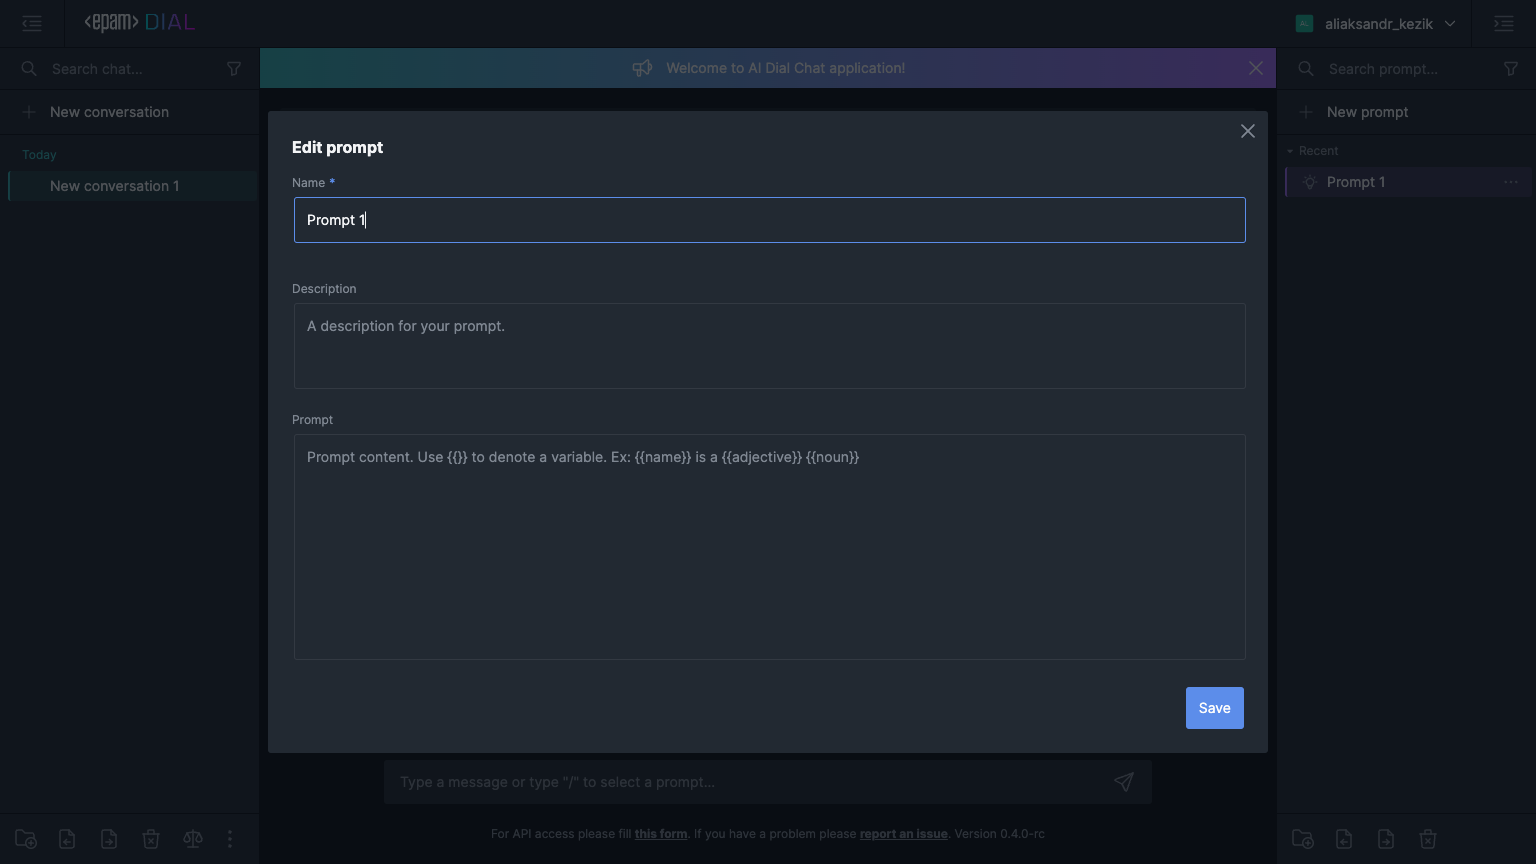 <epam> DIAL
aliaksandr_kezik
Search chat...
Welcome to AI Dial Chat application!
Search prompt...
New conversation
New prompt
Today
Recent
New conversation 1
Prompt 1
Edit prompt
Name *
Prompt 1
Description
A description for your prompt.
Prompt
Prompt content. Use {{}} to denote a variable. Ex: {{name}} is a {{adjective}} {{noun}}
Save
Type a message or type "/" to select a prompt...
For API access please fill this form. If you have a problem please report an issue. Version 0.4.0-rc